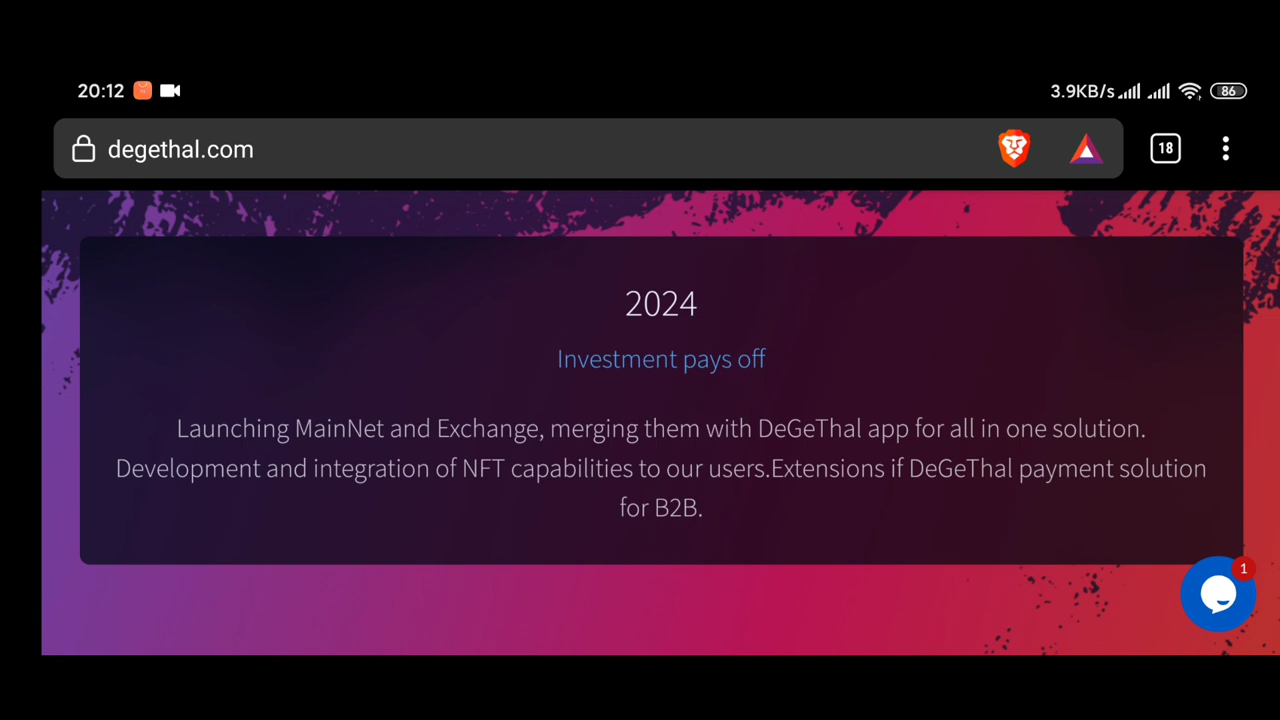 20:12 3.9KB/s 86
degethal.com 18
2024
Investment pays off
Launching MainNet and Exchange, merging them with DeGeThal app for all in one solution.
Development and integration of NFT capabilities to our users.Extensions if DeGeThal payment solution
for B2B.
1